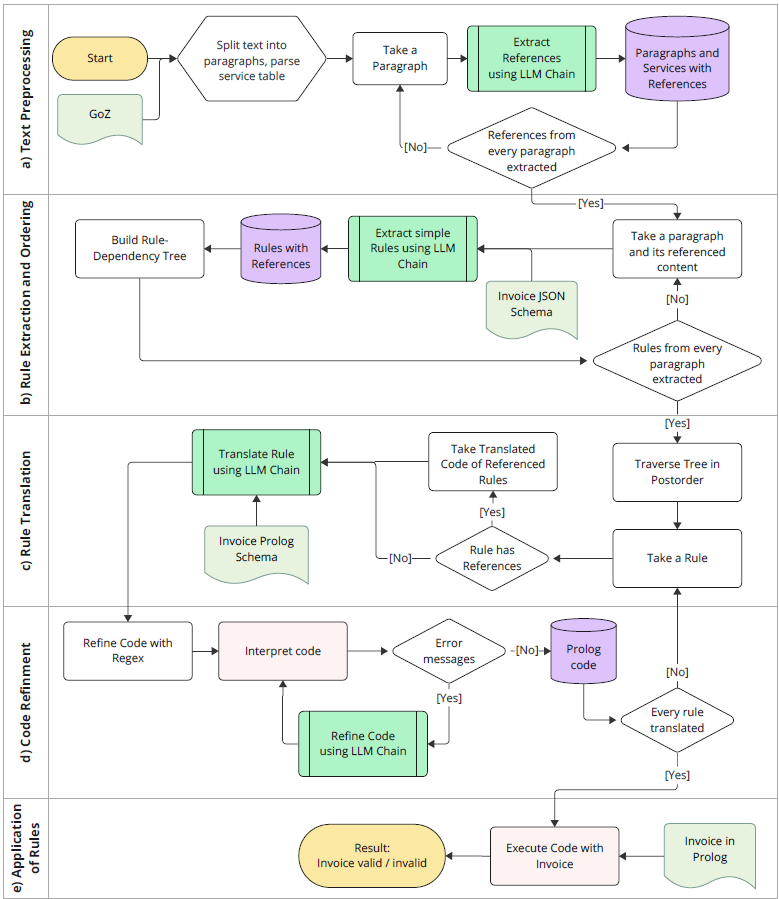 a) Text Preprocessing
Start
GoZ
Split text into
paragraphs, parse
service table
Take a
Paragraph
Extract
References
using LLM Chain
Paragraphs and
Services with
References
References from
every paragraph
extracted
[No]
[Yes]
b) Rule Extraction and Ordering
Build Rule-
Dependency Tree
Rules with
References
Extract simple
Rules using LLM
Chain
Take a paragraph
and its referenced
content
Invoice JSON
Schema
[No]
Rules from every
paragraph
extracted
[Yes]
c) Rule Translation
Translate Rule
using LLM Chain
Take Translated
Code of Referenced
Rules
Traverse Tree in
Postorder
Invoice Prolog
Schema
[Yes]
[No]
Rule has
References
Take a Rule
d) Code Refinment
Refine Code with
Regex
Interpret code
Error
messages
[No]
Prolog
code
[Yes]
Refine Code
using LLM Chain
[No]
Every rule
translated
[Yes]
e) Application
of Rules
Result:
Invoice valid / invalid
Execute Code with
Invoice
Invoice in
Prolog